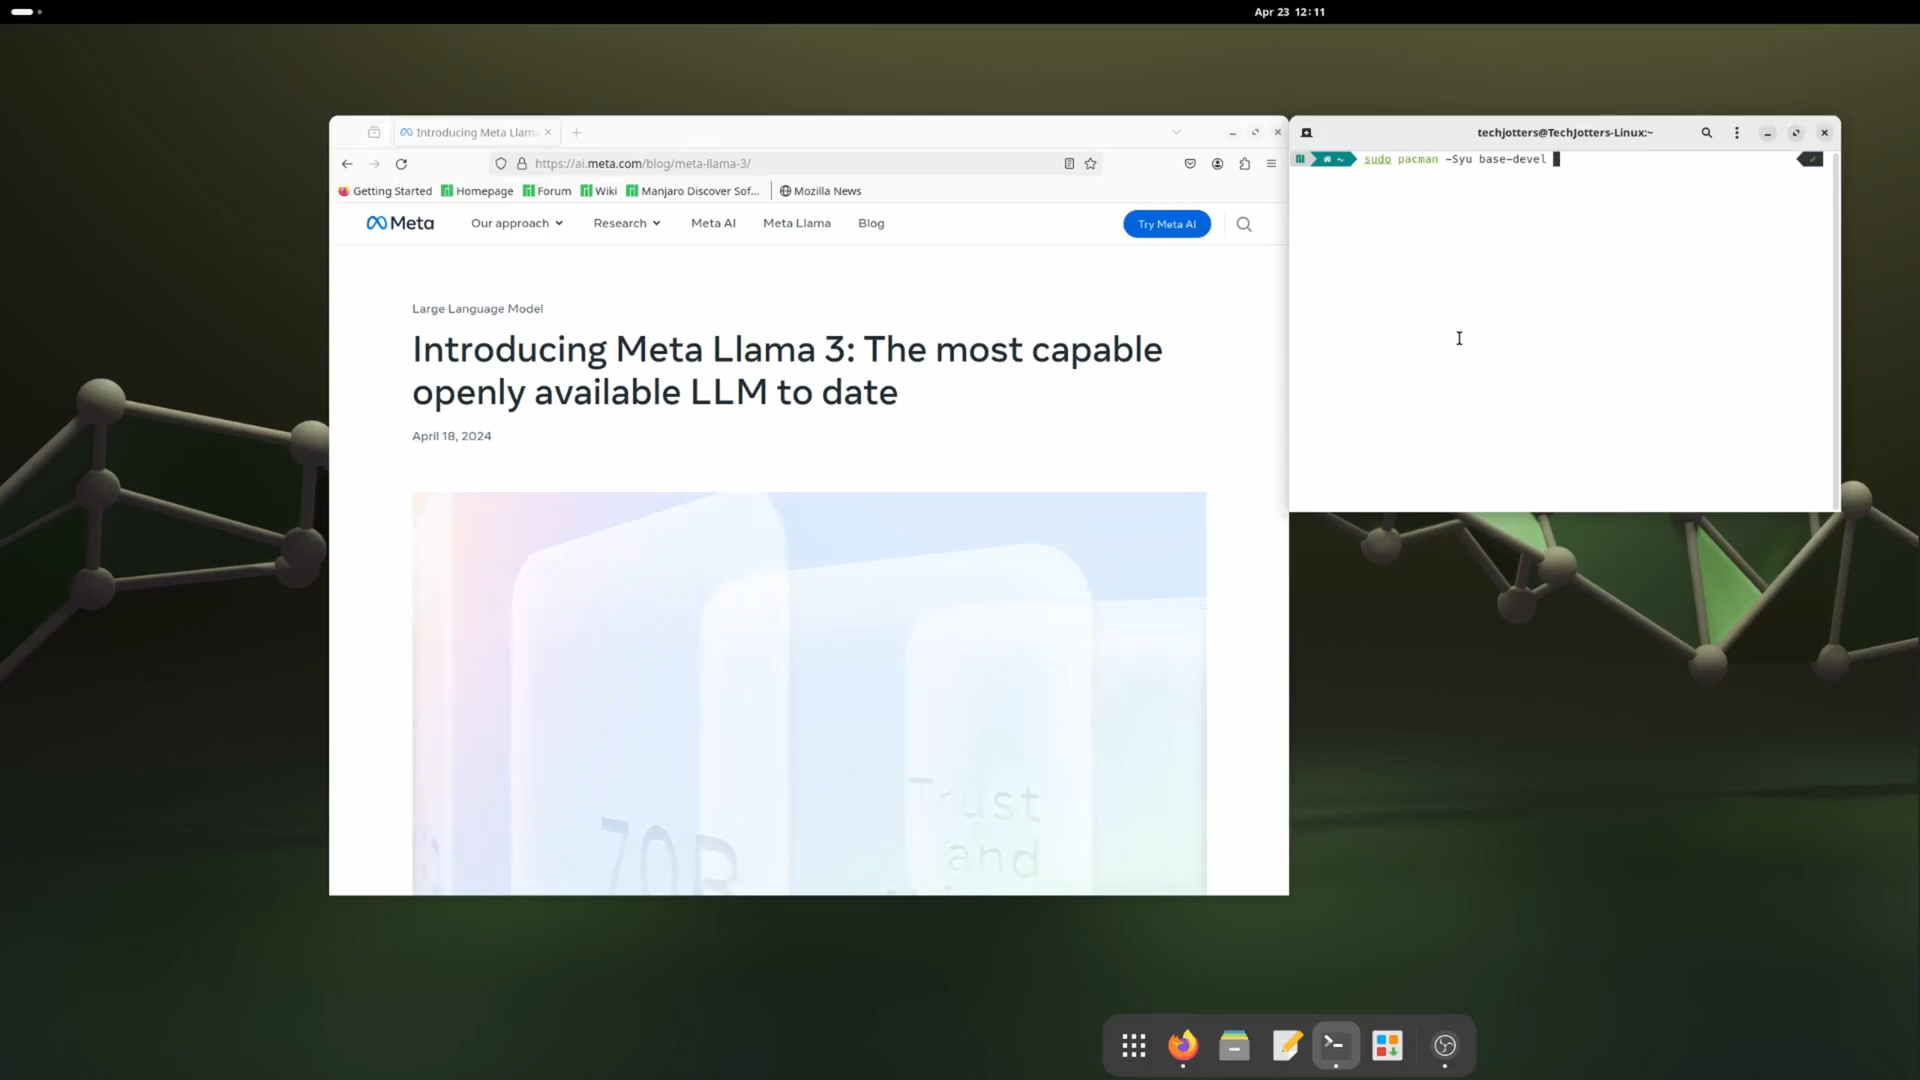 Apr 23 12:11
Introducing Meta Llama
https://ai.meta.com/blog/meta-llama-3/
Getting Started Homepage Forum Wiki Manjaro Discover Sof... Mozilla News
Meta Our approach Research Meta AI Meta Llama Blog Try Meta AI
Large Language Model
Introducing Meta Llama 3: The most capable
openly available LLM to date
April 18, 2024
70B
Trust
and
techjotters@TechJotters-Linux:~
~ sudo pacman -Syu base-devel